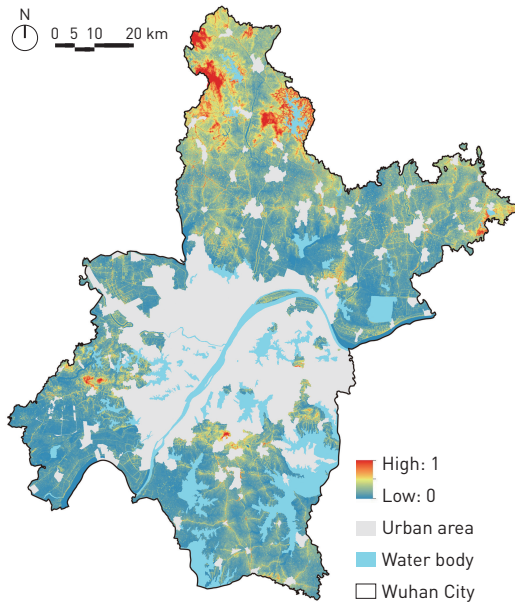 N
0 5 10 20 km
High: 1
Low: 0
Urban area
Water body
Wuhan City